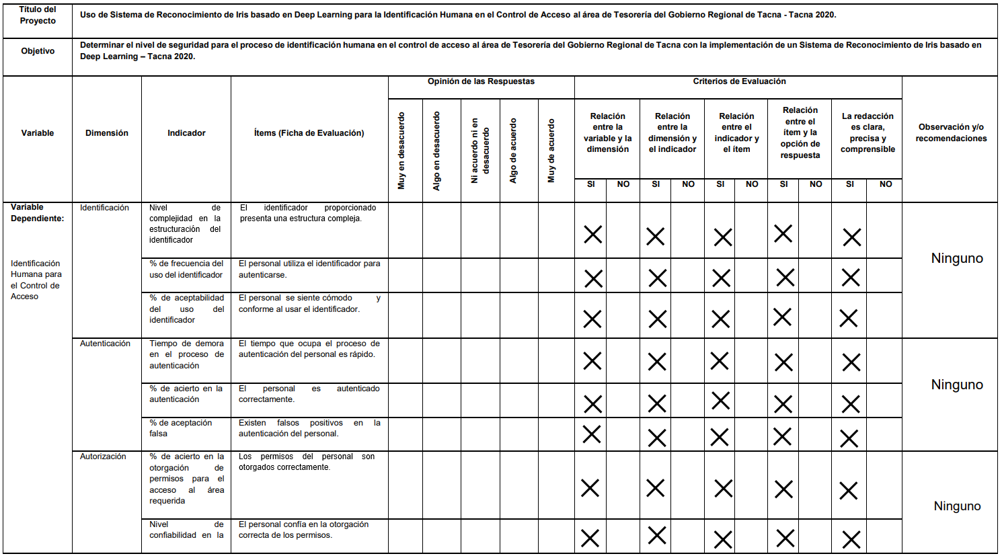 Título del
Proyecto
Uso de Sistema de Reconocimiento de Iris basado en Deep Learning para la Identificación Humana en el Control de Acceso al área de Tesorería del Gobierno Regional de Tacna - Tacna 2020.
Objetivo
Determinar el nivel de seguridad para el proceso de identificación humana en el control de acceso al área de Tesorería del Gobierno Regional de Tacna con la implementación de un Sistema de Reconocimiento de Iris basado en
Deep Learning – Tacna 2020.
Variable
Dimensión
Indicador
Ítems (Ficha de Evaluación)
Opinión de las Respuestas
Muy en desacuerdo
Algo en desacuerdo
Ni acuerdo ni en
desacuerdo
Algo de acuerdo
Muy de acuerdo
Criterios de Evaluación
Relación
entre la
variable y la
dimensión
Relación
entre la
dimensión y
el indicador
Relación
entre el
indicador y
el ítem
Relación
entre el
ítem y la
opción de
respuesta
La redacción
es clara,
precisa y
comprensible
Observación y/o
recomendaciones
SI NO SI NO SI NO SI NO SI NO
Variable
Dependiente:
Identificación
Humana para
el Control de
Acceso
Identificación
Nivel de
complejidad en la
estructuración del
identificador
El identificador proporcionado
presenta una estructura compleja.
Ninguno
% de frecuencia del
uso del identificador
El personal utiliza el identificador para
autenticarse.
% de aceptabilidad
del uso del
identificador
El personal se siente cómodo y
conforme al usar el identificador.
Autenticación
Tiempo de demora
en el proceso de
autenticación
El tiempo que ocupa el proceso de
autenticación del personal es rápido.
Ninguno
% de acierto en la
autenticación
El personal es autenticado
correctamente.
% de aceptación
falsa
Existen falsos positivos en la
autenticación del personal.
Autorización
% de acierto en la
otorgación de
permisos para el
acceso al área
requerida
Los permisos del personal son
otorgados correctamente.
Ninguno
Nivel de
confiabilidad en la
El personal confía en la otorgación
correcta de los permisos.